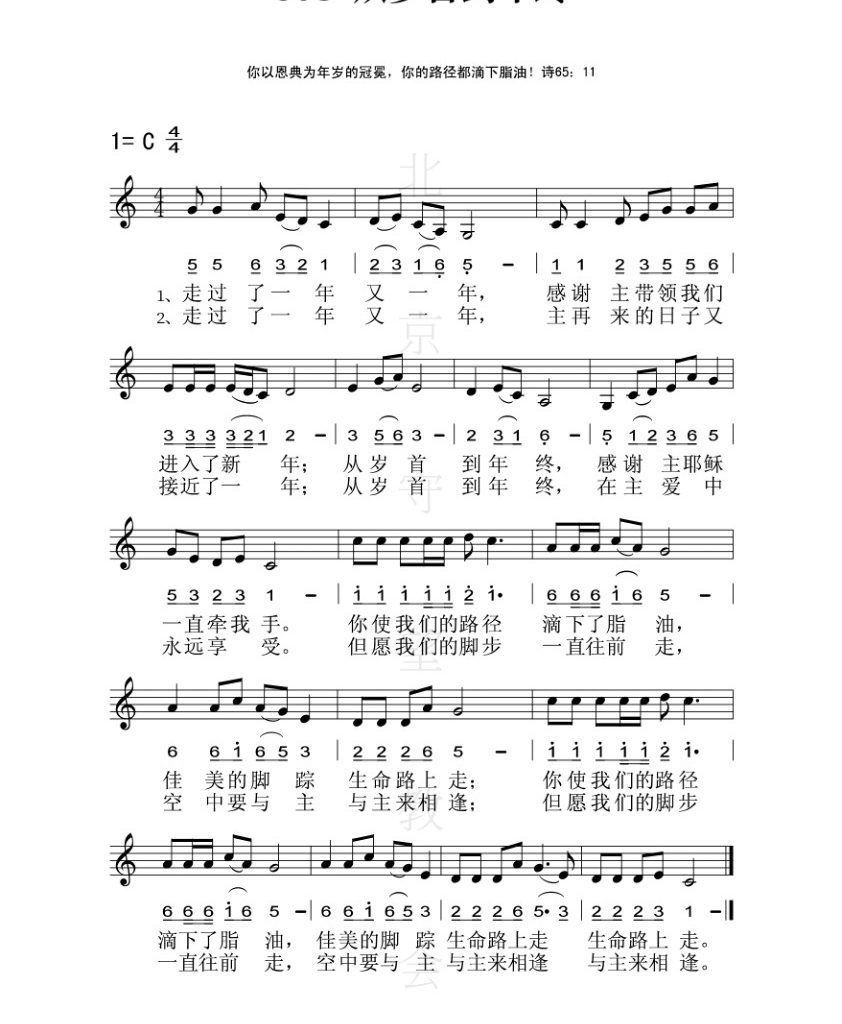 你以恩典为年岁的冠冕，你的路径都滴下脂油！诗65：11
1= C 4/4
5 5 6 3 2 1 | 2 3 1 6 5 - | 1 1 2 3 5 5 6 |
1、走过 了一 年 又 一 年， 感谢 主带领我们
2、走过 了一 年 又 一 年， 主再 来的日子又
3 3 3 3 2 1 2 - | 3 5 6 3 - | 2 3 1 6 - | 5 1 2 3 6 5 |
进入了新 年； 从岁 首 到年 终， 感谢 主耶稣
接近了一 年； 从岁 首 到年 终， 在主 爱中
5 3 2 3 1 - | 1 1 1 1 1 2 1• | 6 6 6 1 6 5 - |
一直牵我 手。 你使我们的路径 滴下了脂 油，
永远享 受。 但愿我们的脚步 一直往前 走，
6 6 1 6 5 3 | 2 2 2 6 5 - | 1 1 1 1 1 2 1• |
佳 美的脚 踪 生命路上走； 你使我们的路径
空 中要与 主 与主来相逢； 但愿我们的脚步
6 6 6 1 6 5 - | 6 6 1 6 5 3 | 2 2 2 6 5• 3 | 2 2 2 3 1 - ‖
滴下了脂 油， 佳美的脚 踪 生命路上走 生命路上 走。
一直往前 走， 空中要与 主 与主来相逢 与主来相 逢。
北京守望教会